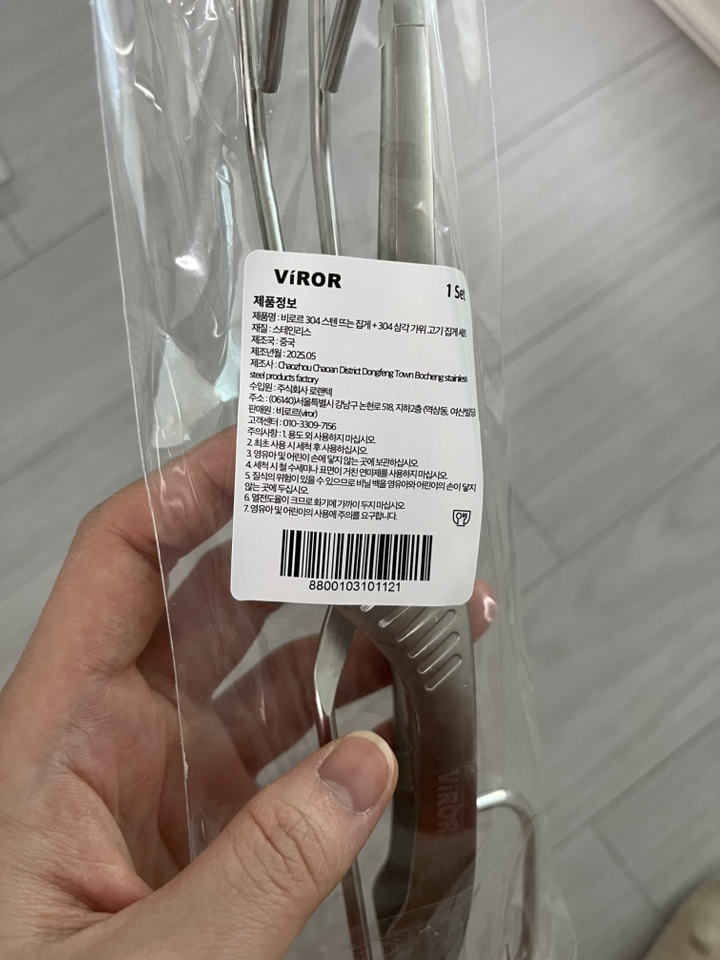 VíROR
1 Set
제품정보
제품명 : 비로르 304 스텐 뜨는 집게 + 304 삼각 가위 고기 집게 세트
재질 : 스테인리스
제조국 : 중국
제조년월 : 2025.05
제조사 : Chaozhou Chaoan District Dongfeng Town Bocheng stainless
steel products factory
수입원 : 주식회사 로랜텍
주소 : (06140)서울특별시 강남구 논현로 518, 지하2층 (역삼동, 여산빌딩)
판매원 : 비로르(viror)
고객센터 : 010-3309-7156
주의사항 : 1. 용도 외 사용하지 마십시오
2. 최초 사용 시 세척 후 사용하십시오
3. 영유아 및 어린이 손에 닿지 않는 곳에 보관하십시오
4. 세척 시 철 수세미나 표면이 거친 연마제를 사용하지 마십시오
5. 질식의 위험이 있을 수 있으므로 비닐 백을 영유아와 어린이의 손이 닿지
않는 곳에 두십시오
6. 열전도율이 크므로 화기에 가까이 두지 마십시오
7. 영유아 및 어린이의 사용에 주의를 요구합니다.
8800103101121
VíROR